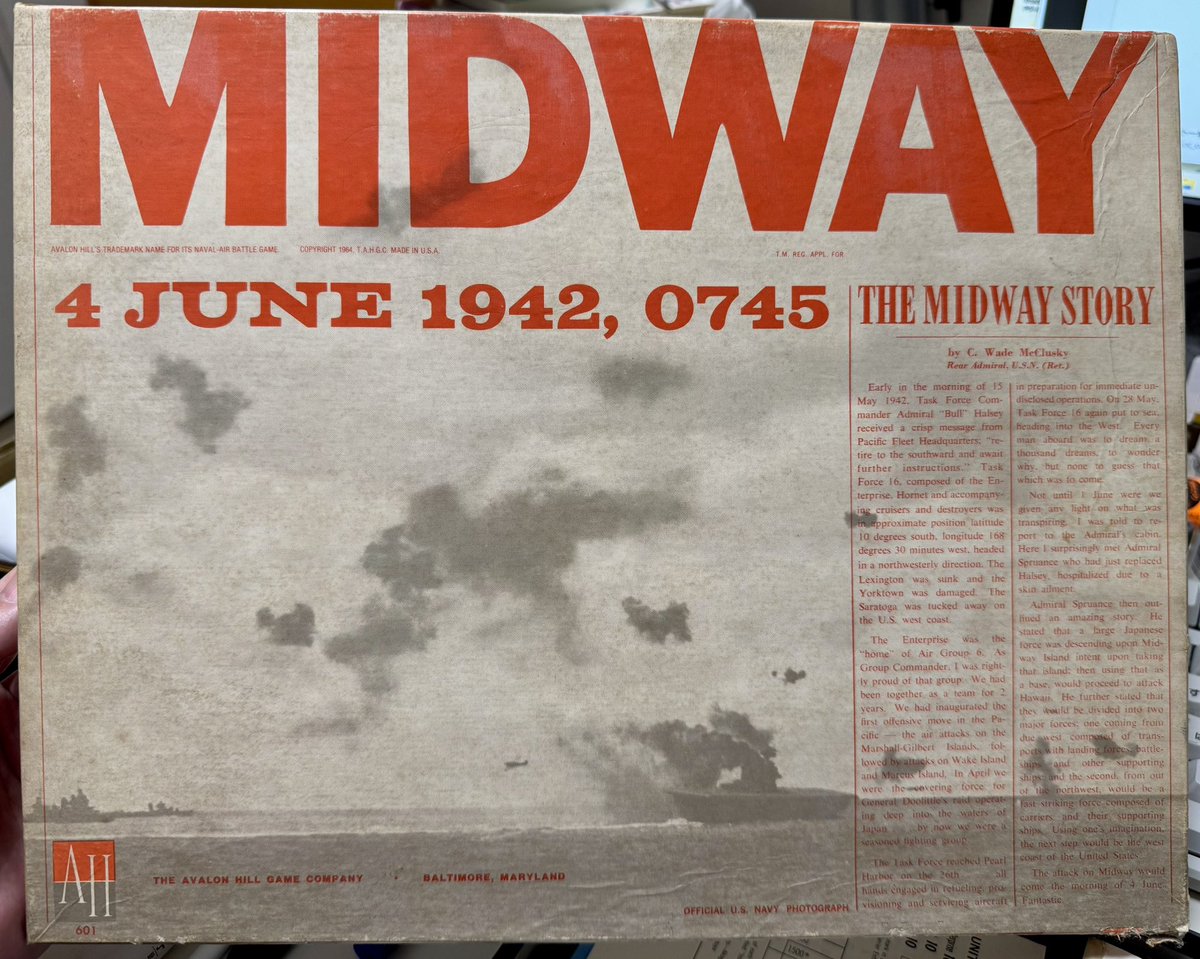 MIDWAY
AVALON HILL'S TRADEMARK NAME FOR ITS NAVAL-AIR BATTLE GAME
COPYRIGHT 1964, T.A.H.G.C. MADE IN U.S.A.
T.M. REG. APPL. FOR
4 JUNE 1942, 0745
THE MIDWAY STORY
by C. Wade McClusky
Rear Admiral, U.S.N. (Ret.)
Early in the morning of 15
May 1942, Task Force Com-
mander Admiral "Bull" Halsey
received a crisp message from
Pacific Fleet Headquarters; "re-
tire to the southward and await
further instructions." Task
Force 16, composed of the En-
terprise, Hornet and accompany-
ing cruisers and destroyers was
in approximate position latitude
10 degrees south, longitude 168
degrees 30 minutes west, headed
in a northwesterly direction. The
Lexington was sunk and the
Yorktown was damaged. The
Saratoga was tucked away on
the U.S. west coast.
The Enterprise was the
"home" of Air Group 6. As
Group Commander, I was right-
ly proud of that group. We had
been together as a team for 2
years. We had inaugurated the
first offensive move in the Pa-
cific — the air attacks on the
Marshall-Gilbert Islands, fol-
lowed by attacks on Wake Island
and Marcus Island. In April we
were the covering force for
General Doolittle's raid operat-
ing deep into the waters of
Japan . . . by now we were a
seasoned fighting group.
The Task Force reached Pearl
Harbor on the 26th . . . all
hands engaged in refueling, pro-
visioning and servicing aircraft
in preparation for immediate un-
disclosed operations. On 28 May,
Task Force 16 again put to sea,
heading into the West. Every
man aboard was to dream a
thousand dreams, to wonder
why, but none to guess that
which was to come.
Not until 1 June were we
given any light on what was
transpiring. I was told to re-
port to the Admiral's cabin.
Here I surprisingly met Admiral
Spruance who had just replaced
Halsey, hospitalized due to a
skin ailment.
Admiral Spruance then out-
lined an amazing story. He
stated that a large Japanese
force was descending upon Mid-
way Island intent upon taking
that island; then using that as
a base, would proceed to attack
Hawaii. He further stated that
they would be divided into two
major forces; one coming from
due west composed of trans-
ports with landing forces, battle-
ships and other supporting
ships; and the second, from out
of the northwest, would be a
fast striking force composed of
carriers and their supporting
ships. Using one's imagination,
the next step would be the west
coast of the United States.
The attack on Midway would
come the morning of 4 June.
Fantastic.
AH
THE AVALON HILL GAME COMPANY • BALTIMORE, MARYLAND
OFFICIAL U.S. NAVY PHOTOGRAPH
601